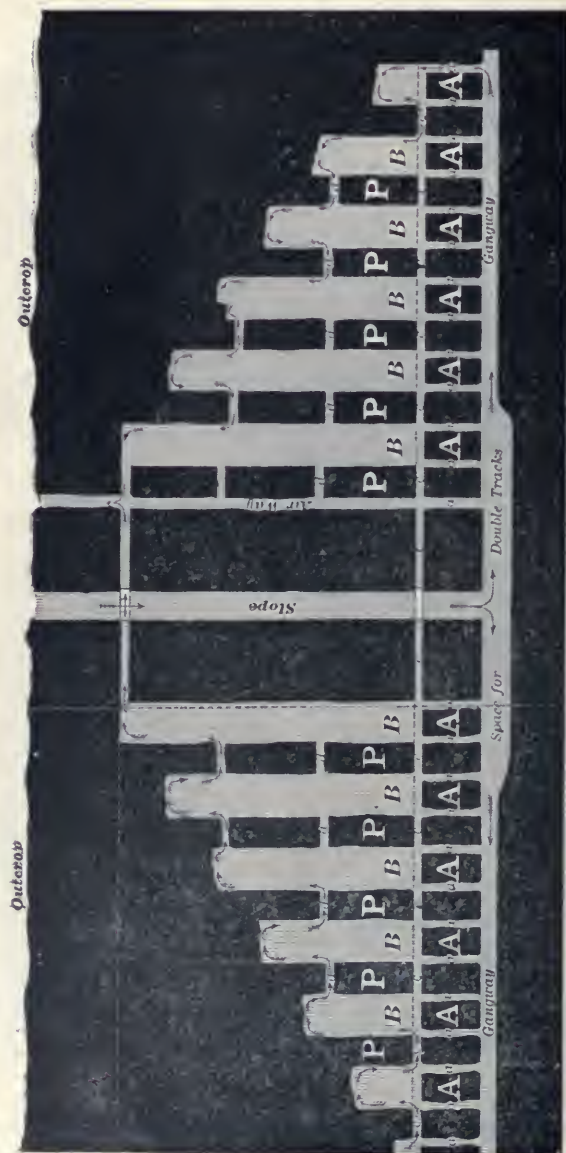 Outcrop Outcrop
Slope
Air Way
P P P P P P P P P P
B B B B B B B B B B
A A A A A A A A A A A A
Gangway Space for Double Tracks Gangway